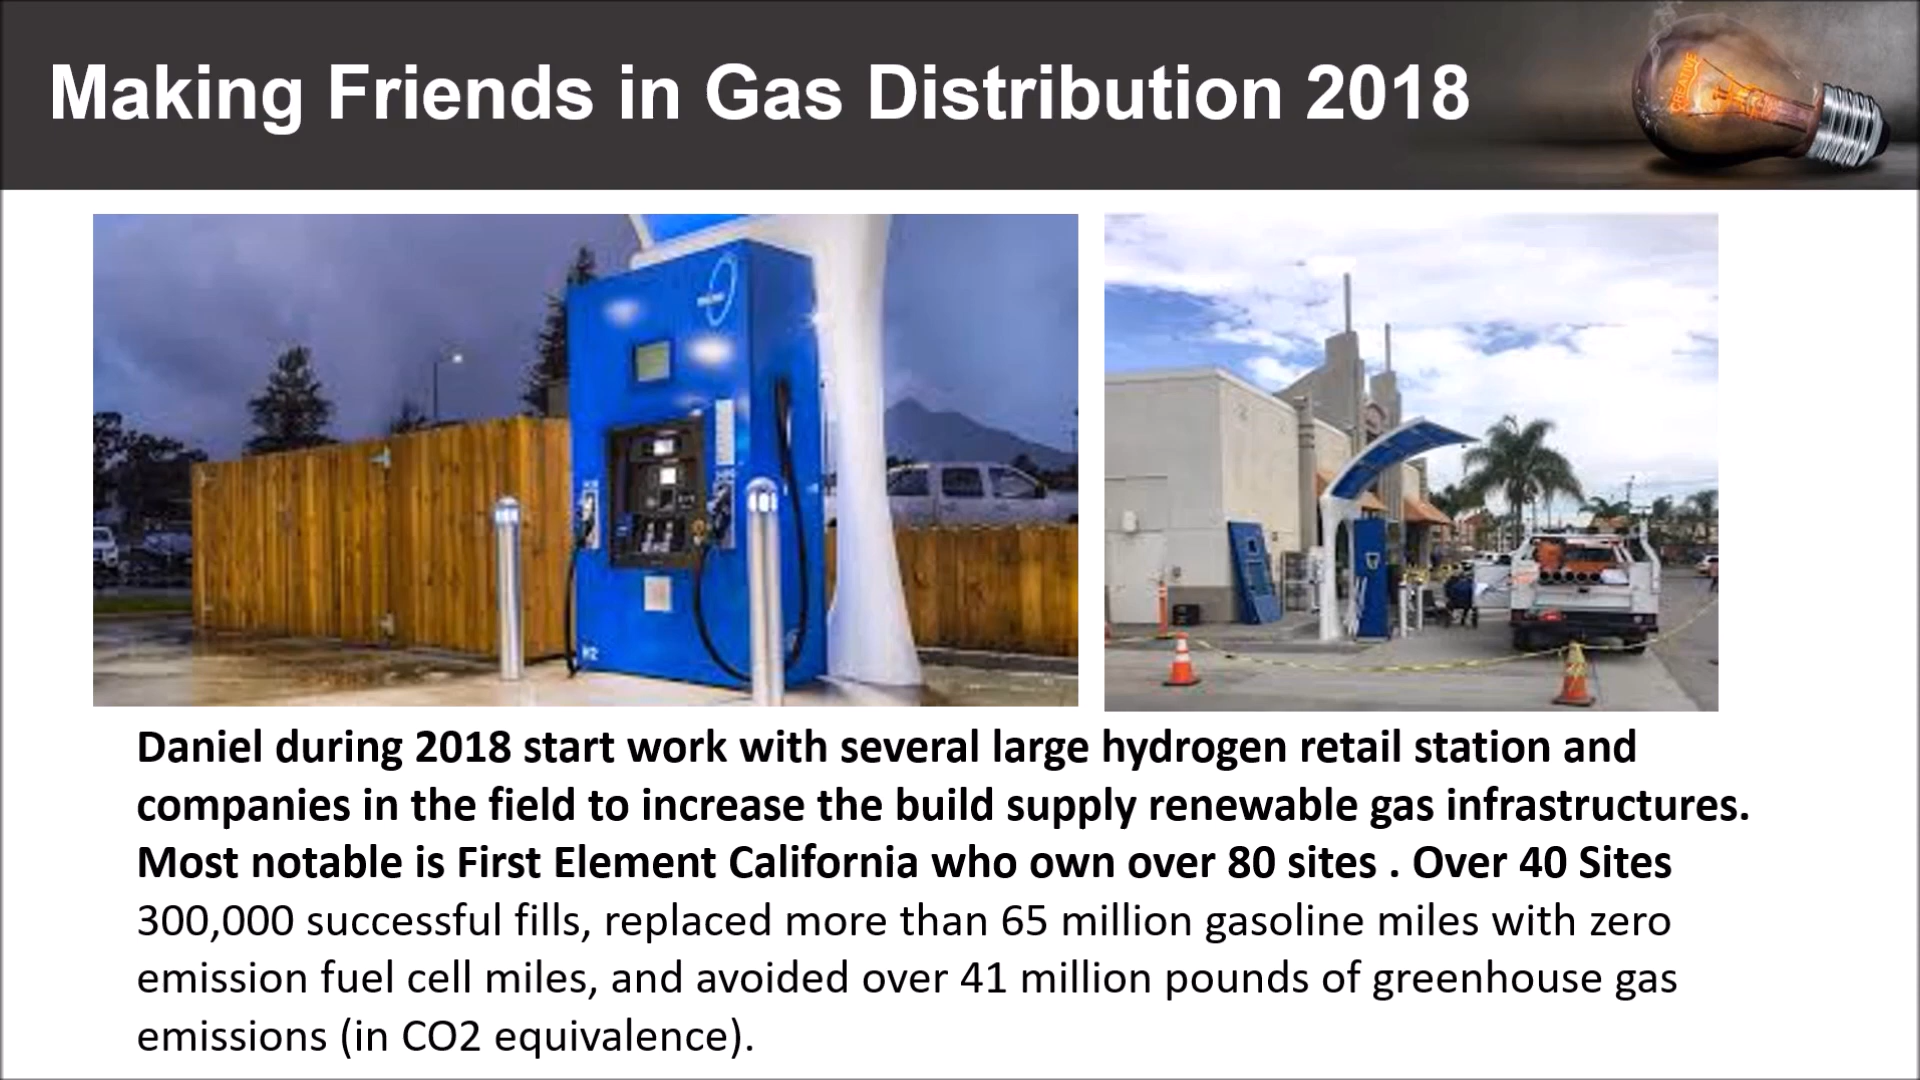 Making Friends in Gas Distribution 2018
CREATIVE
H2
Daniel during 2018 start work with several large hydrogen retail station and
companies in the field to increase the build supply renewable gas infrastructures.
Most notable is First Element California who own over 80 sites . Over 40 Sites
300,000 successful fills, replaced more than 65 million gasoline miles with zero
emission fuel cell miles, and avoided over 41 million pounds of greenhouse gas
emissions (in CO2 equivalence).